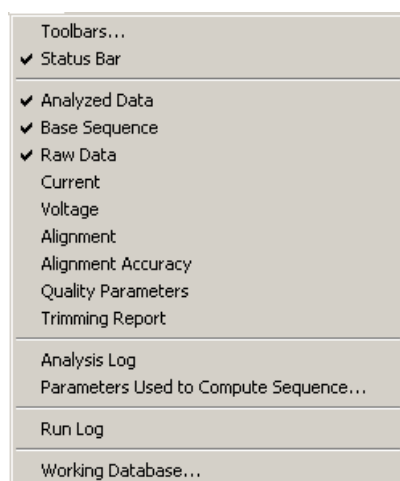 Toolbars...
Status Bar
Analyzed Data
Base Sequence
Raw Data
Current
Voltage
Alignment
Alignment Accuracy
Quality Parameters
Trimming Report
Analysis Log
Parameters Used to Compute Sequence...
Run Log
Working Database...